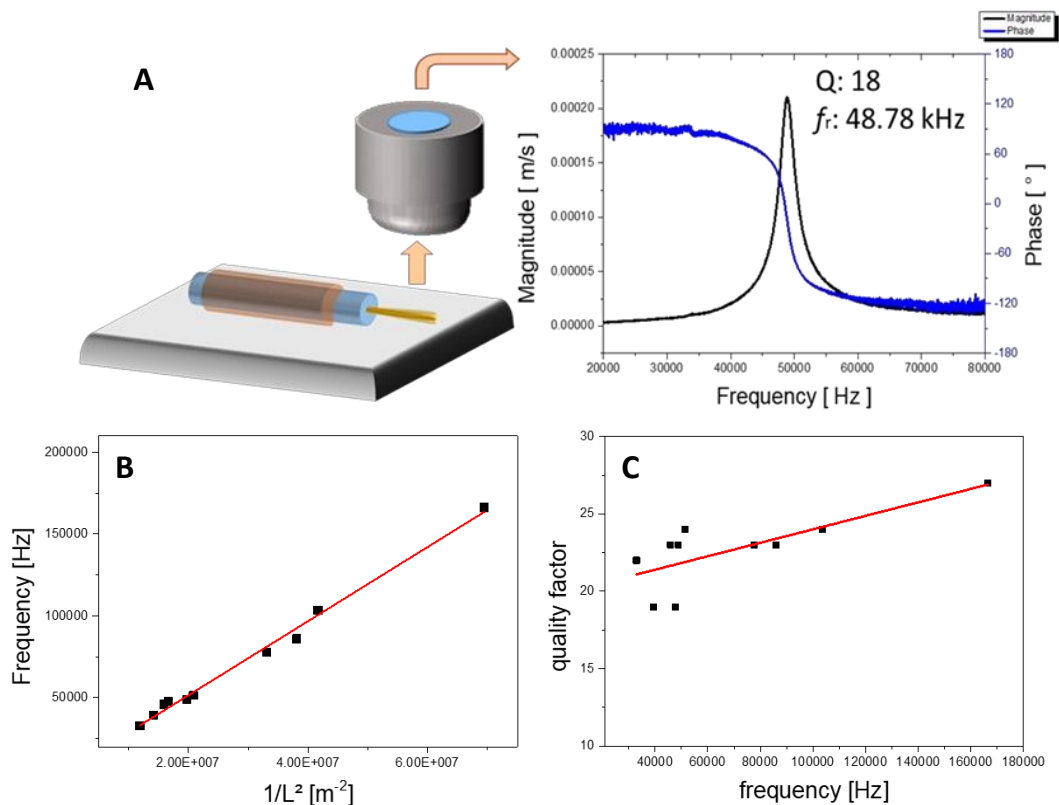 A
Magnitude
Phase
Q: 18
fr: 48.78 kHz
0.00025
0.00020
0.00015
0.00010
0.00005
0.00000
Magnitude [ m/s ]
180
120
60
0
-60
-120
-180
Phase [ ° ]
20000 30000 40000 50000 60000 70000 80000
Frequency [ Hz ]
B
200000
150000
100000
50000
Frequency [Hz]
2.00E+007 4.00E+007 6.00E+007
1/L² [m⁻²]
C
30
25
20
15
10
quality factor
40000 60000 80000 100000 120000 140000 160000 180000
frequency [Hz]